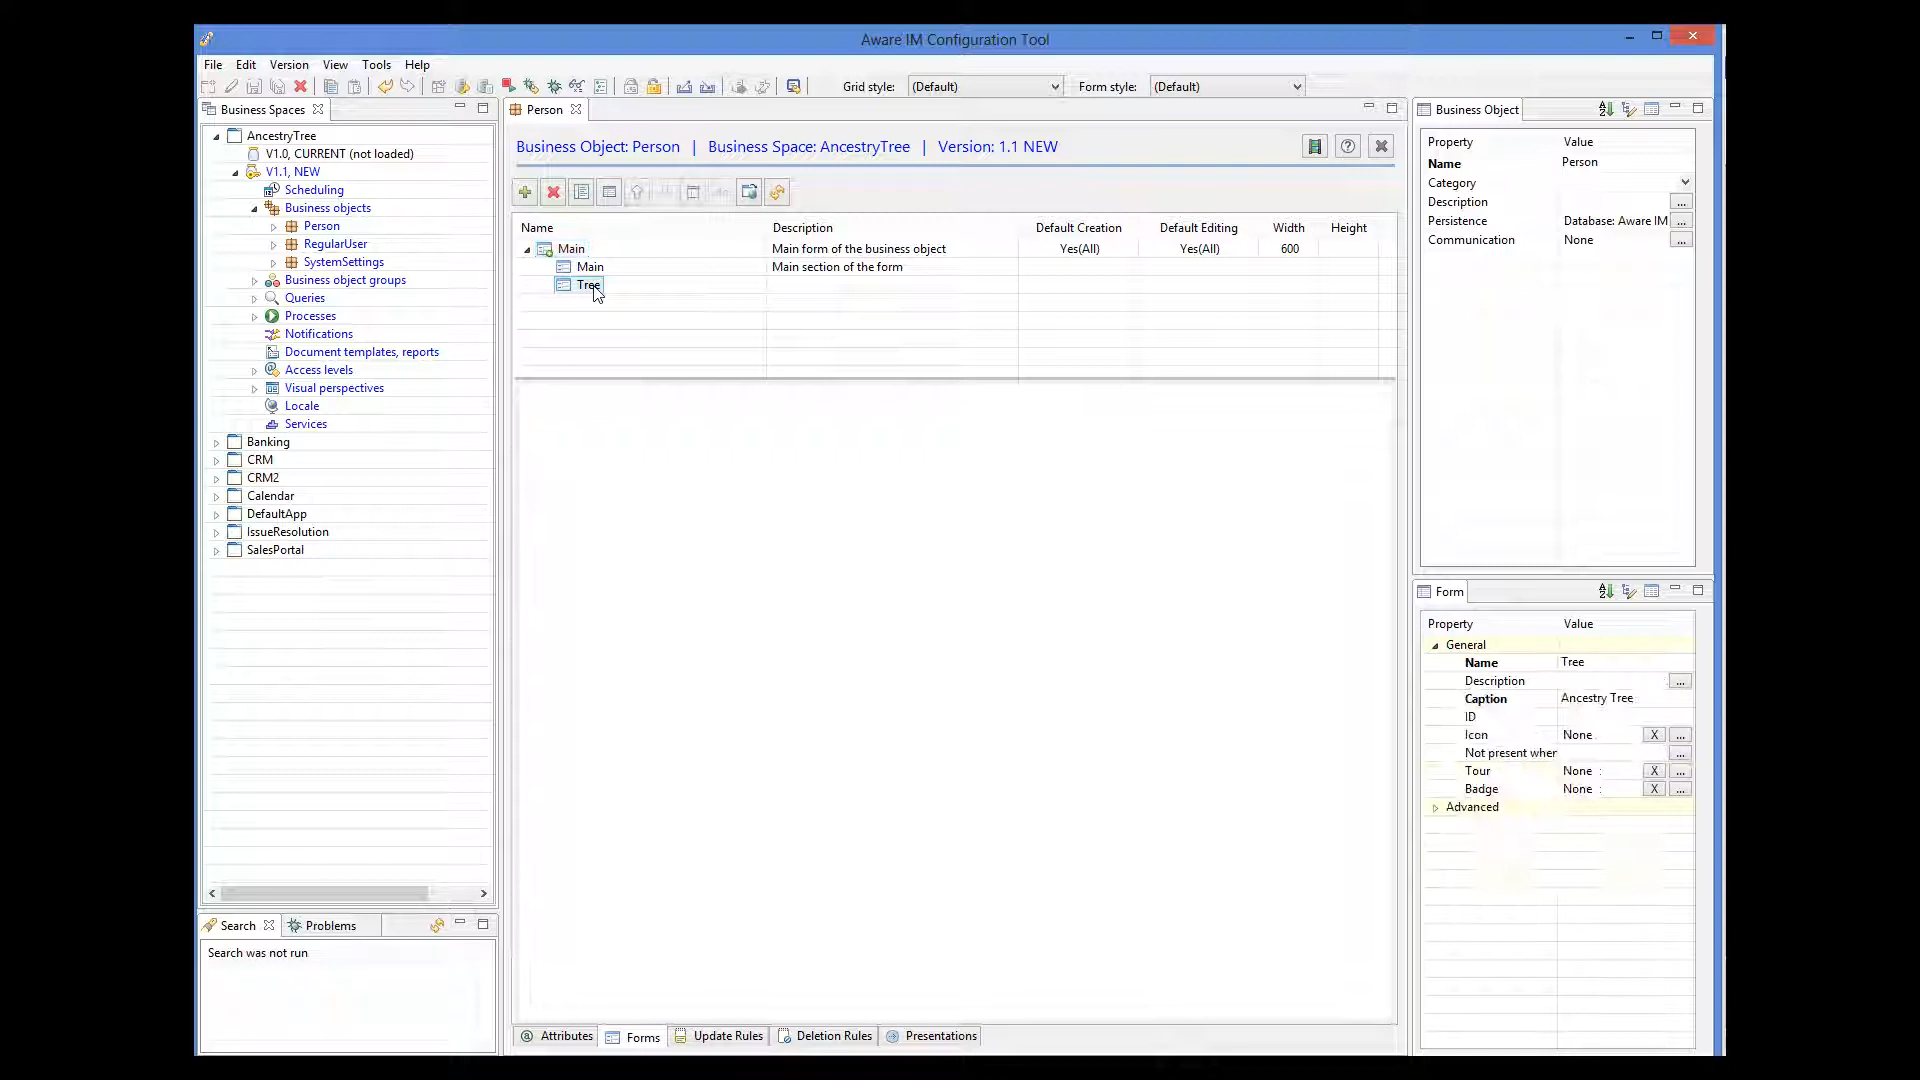 Aware IM Configuration Tool
File Edit Version View Tools Help
Grid style: (Default) Form style: (Default)
Business Spaces
AncestryTree
V1.0, CURRENT (not loaded)
V1.1, NEW
Scheduling
Business objects
Person
RegularUser
SystemSettings
Business object groups
Queries
Processes
Notifications
Document templates, reports
Access levels
Visual perspectives
Locale
Services
Banking
CRM
CRM2
Calendar
DefaultApp
IssueResolution
SalesPortal
Search Problems
Search was not run
Person
Business Object: Person | Business Space: AncestryTree | Version: 1.1 NEW
Name Description Default Creation Default Editing Width Height
Main Main form of the business object Yes(All) Yes(All) 600
Main Main section of the form
Tree
Attributes Forms Update Rules Deletion Rules Presentations
Business Object
Property Value
Name Person
Category
Description ...
Persistence Database: Aware IM ...
Communication None ...
Form
Property Value
General
Name Tree
Description ...
Caption Ancestry Tree
ID
Icon None X ...
Not present wher ...
Tour None : X ...
Badge None : X ...
Advanced